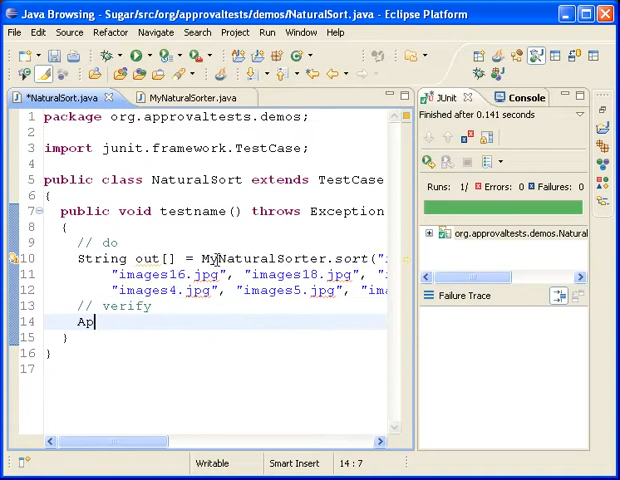 Java Browsing - Sugar/src/org/approvaltests/demos/NaturalSort.java - Eclipse Platform
File Edit Source Refactor Navigate Search Project Run Window Help
*NaturalSort.java MyNaturalSorter.java
1 package org.approvaltests.demos;
2
3 import junit.framework.TestCase;
4
5 public class NaturalSort extends TestCase
6 {
7 public void testname() throws Exception
8 {
9 // do
10 String out[] = MyNaturalSorter.sort("
11 "images16.jpg", "images18.jpg", "
12 "images4.jpg", "images5.jpg", "ima
13 // verify
14 Ap
15 }
16 }
17
JUnit Console
Finished after 0.141 seconds
Runs: 1/ Errors: 0 Failures: 0
org.approvaltests.demos.Natural
Failure Trace
Writable Smart Insert 14 : 7